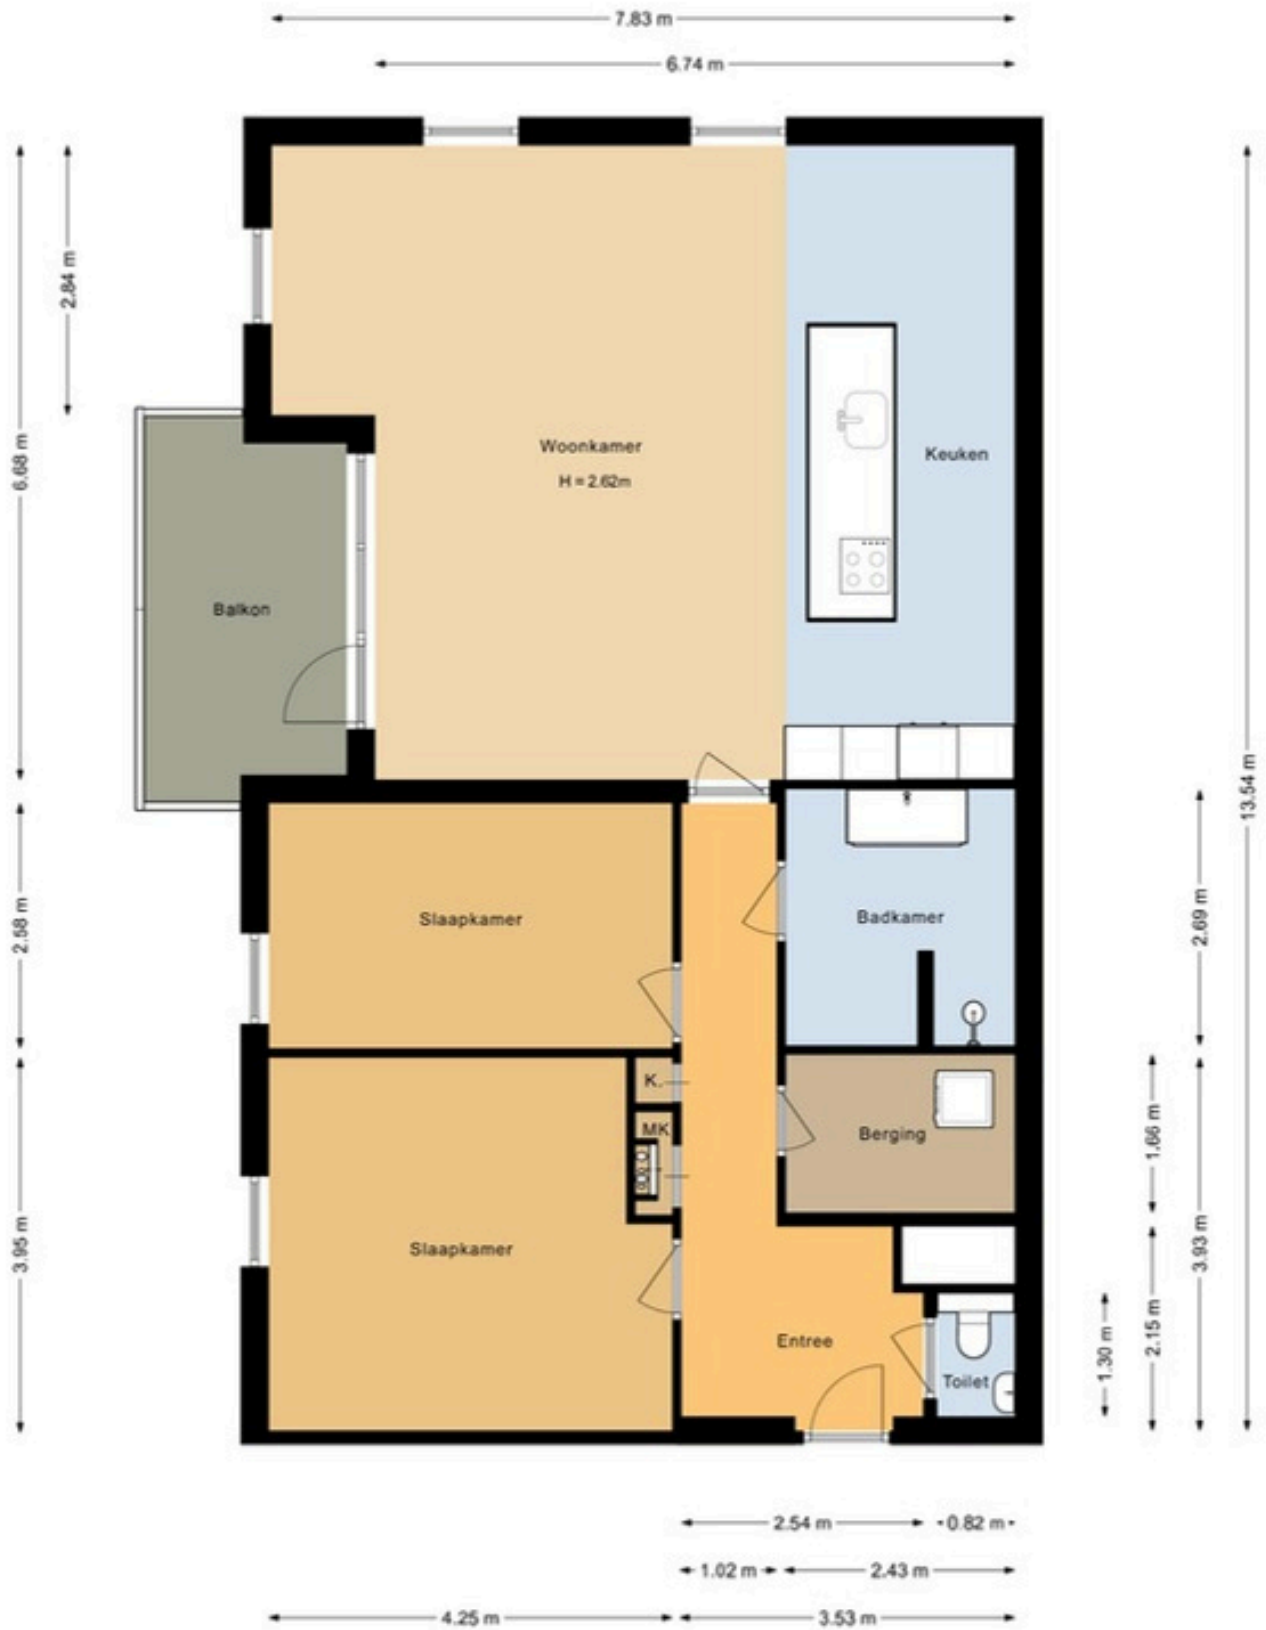 7.83 m
6.74 m
2.84 m
6.68 m
Woonkamer
H = 2.62m
Keuken
Balkon
13.54 m
2.58 m
Slaapkamer
Badkamer
2.69 m
K.
MK
Berging
1.66 m
3.95 m
Slaapkamer
3.93 m
2.15 m
Entree
1.30 m
Toilet
2.54 m
0.82 m
1.02 m
2.43 m
4.25 m
3.53 m